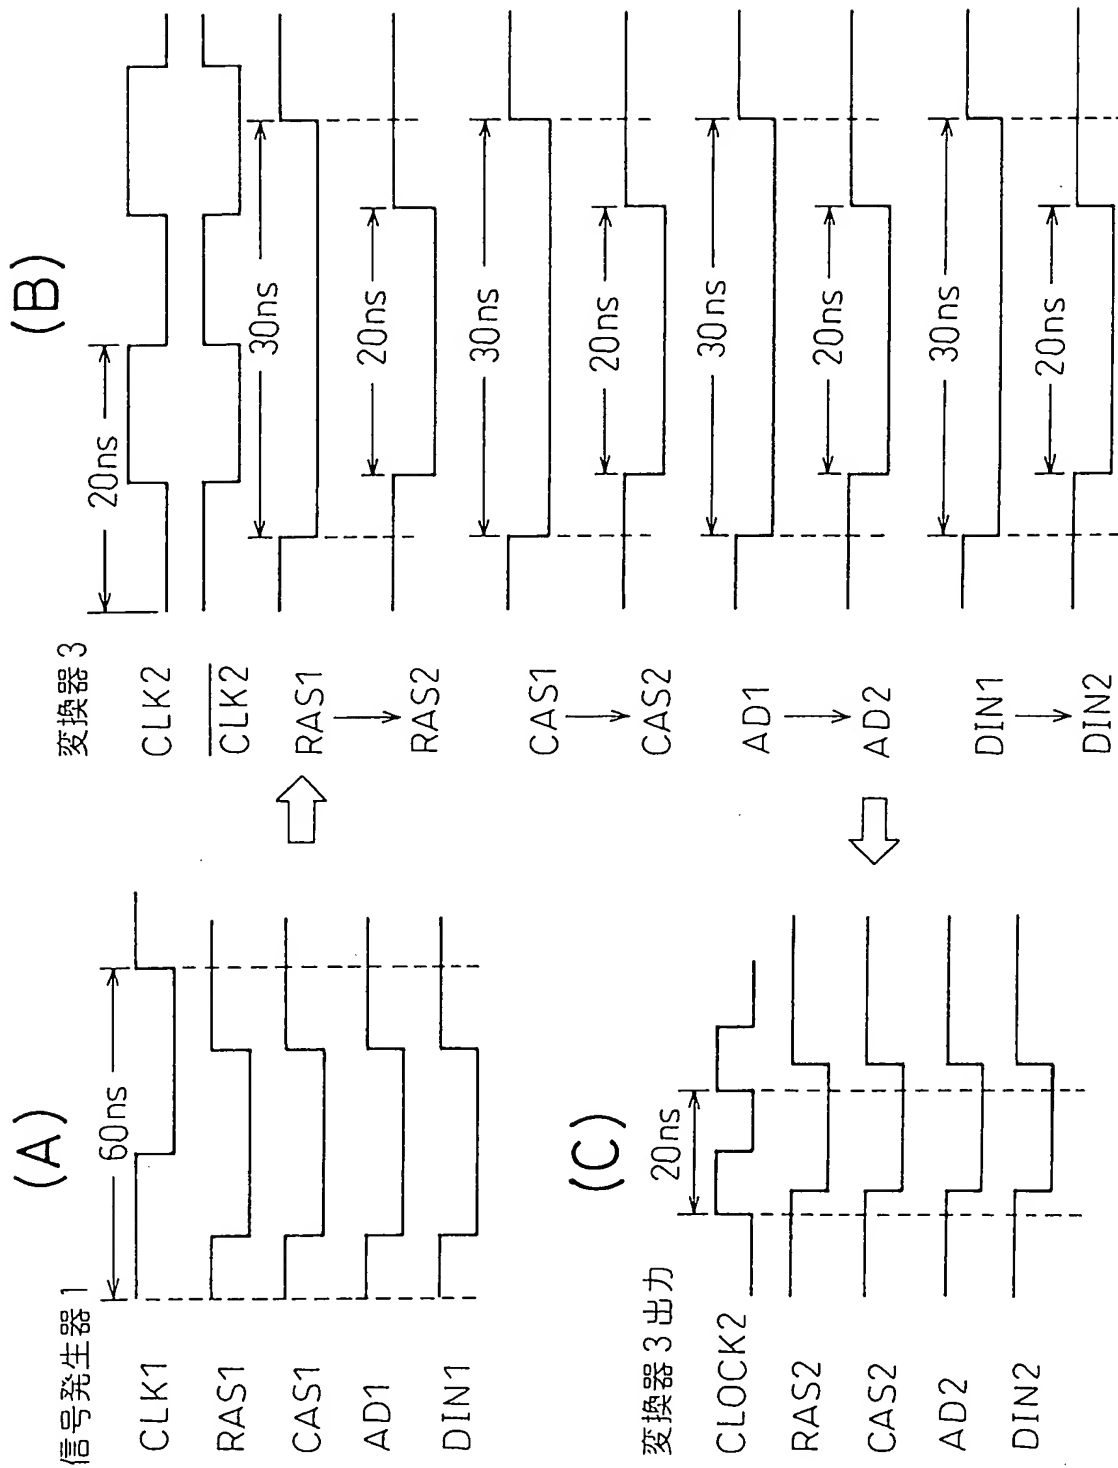 (A)
信号発生器1
60ns
CLK1
RAS1
CAS1
AD1
DIN1
(B)
変換器3
20ns
CLK2
CLK2
RAS1
30ns
RAS2
20ns
CAS1
30ns
CAS2
20ns
AD1
30ns
AD2
20ns
DIN1
30ns
DIN2
20ns
(C)
変換器3出力
20ns
CLOCK2
RAS2
CAS2
AD2
DIN2